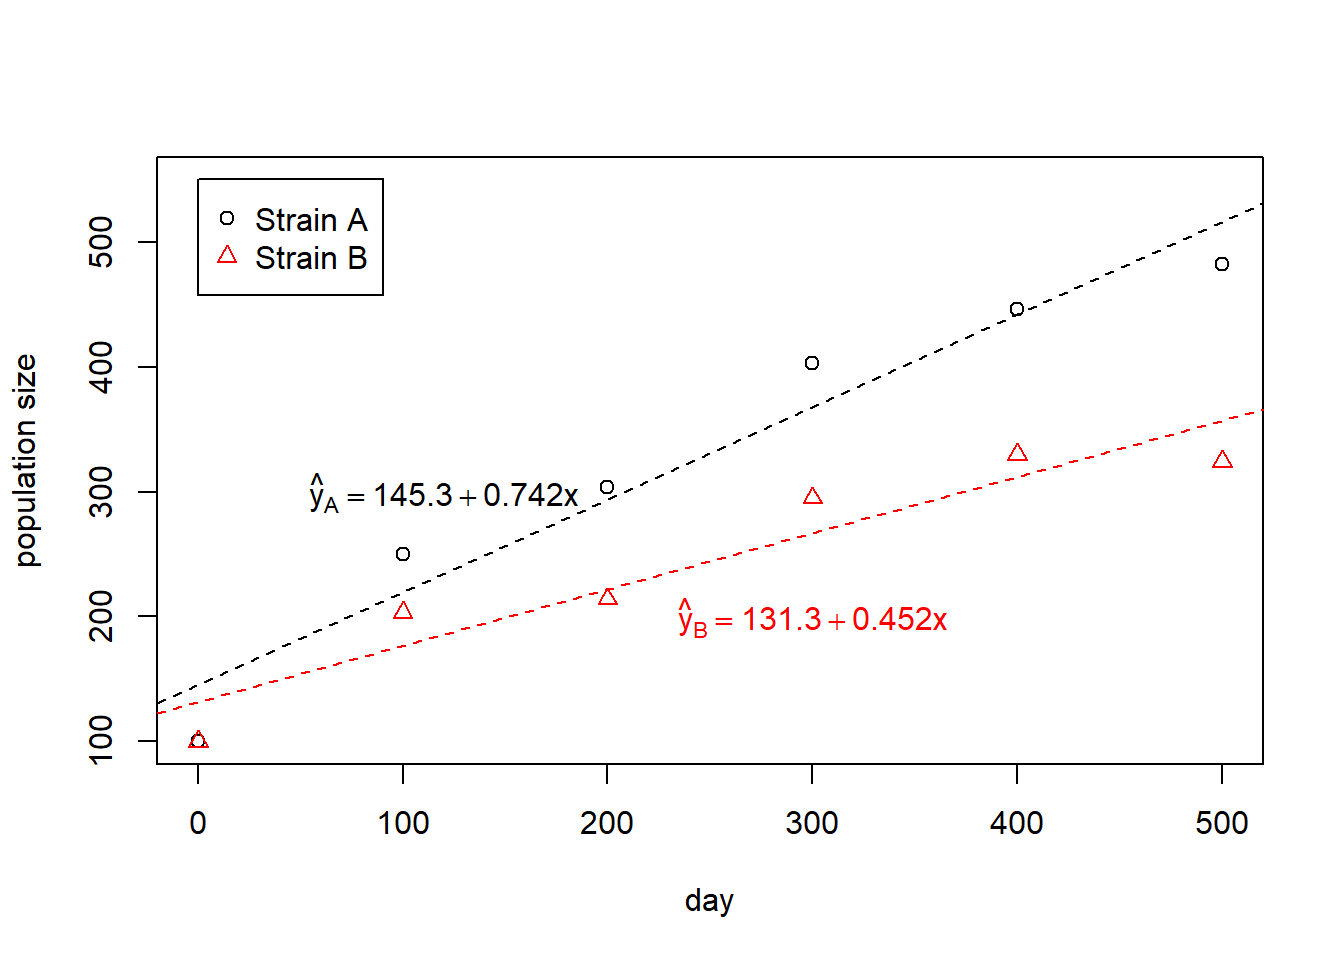 Strain A
Strain B
500
400
300
200
100
ŷA = 145.3 + 0.742x
ŷB = 131.3 + 0.452x
0 100 200 300 400 500
population size
day